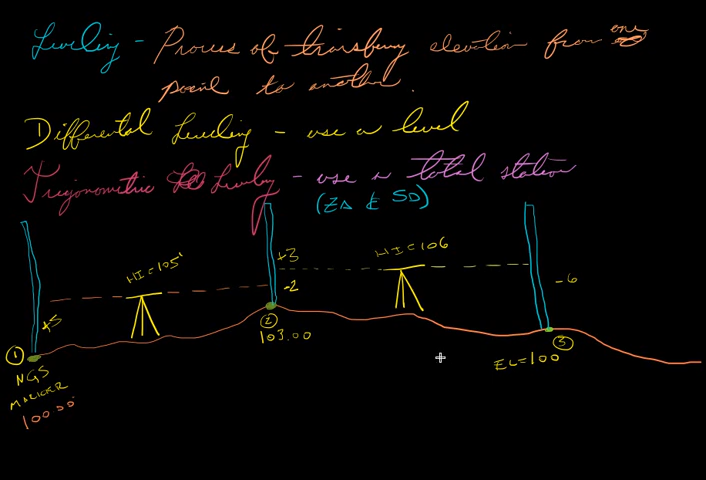 Leveling - Process of transferring elevation from one
point to another.
Differential Leveling - use a level
Trigonometric Leveling - use a total station
(Z∆ & SD)
+3
HI = 106
HI = 105'
-2
-6
+5
② 
103.00
③
①
EL = 100
NGS
MARKER
100.00